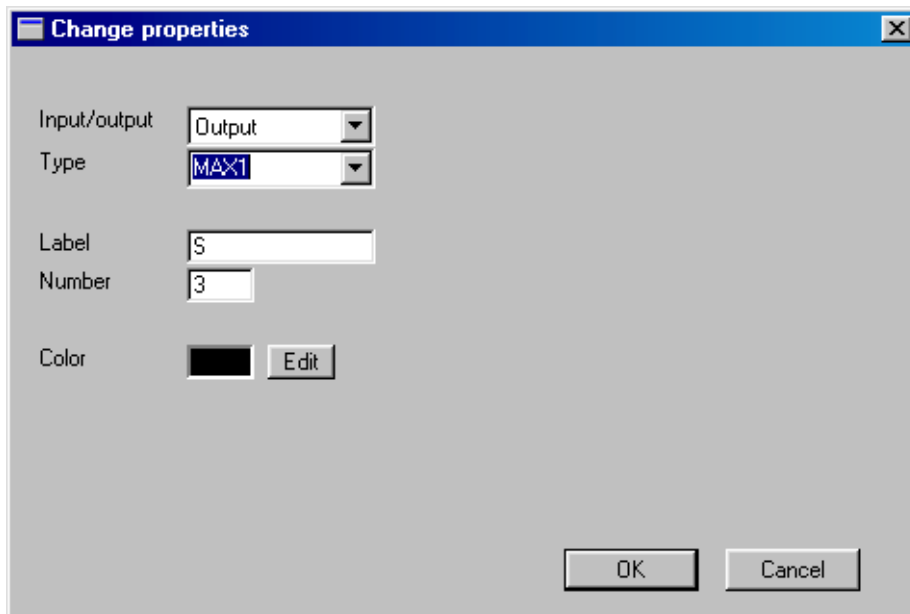 Change properties
Input/output Output
Type MAX1
Label S
Number 3
Color Edit
OK Cancel